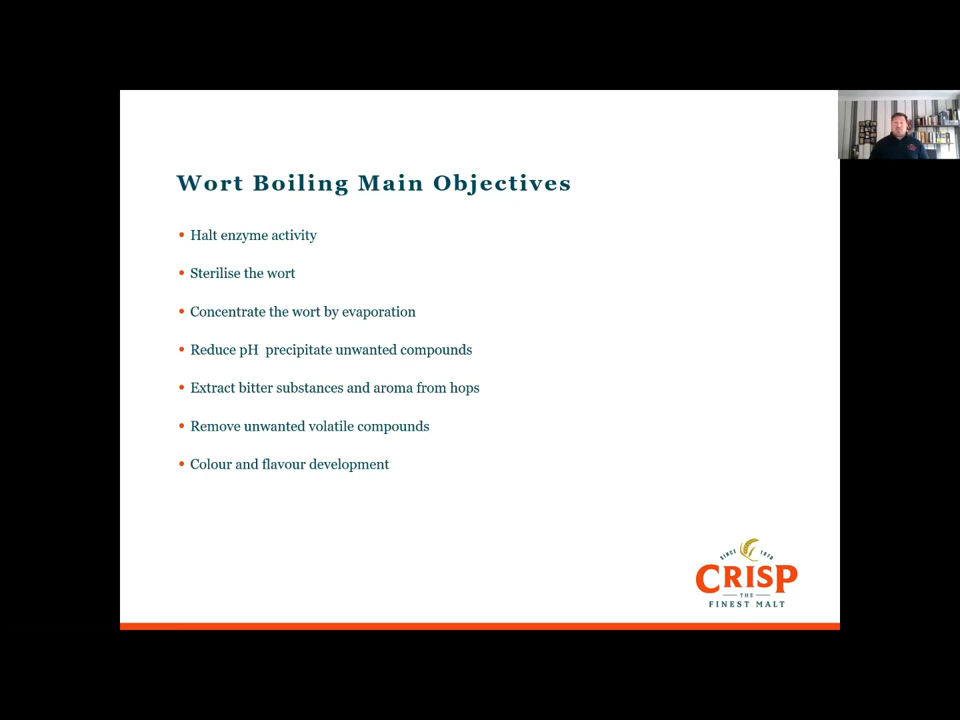 Wort Boiling Main Objectives
• Halt enzyme activity
• Sterilise the wort
• Concentrate the wort by evaporation
• Reduce pH  precipitate unwanted compounds
• Extract bitter substances and aroma from hops
• Remove unwanted volatile compounds
• Colour and flavour development
SINCE 1870
CRISP
THE
FINEST MALT